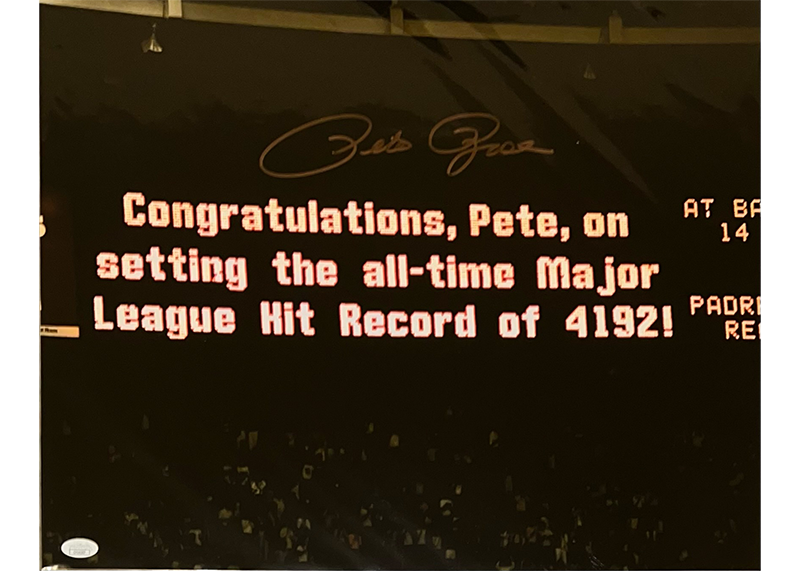 Pete Rose
Congratulations, Pete, on
setting the all-time Major
League Hit Record of 4192!
AT BA
14
PADR
RE